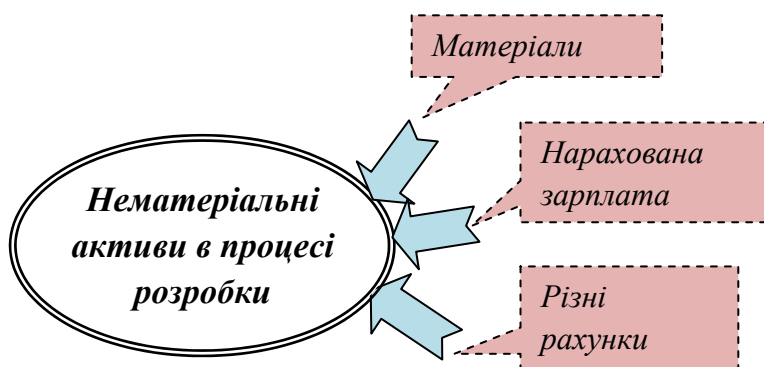 Матеріали
Нарахована
зарплата
Нематеріальні
активи в процесі
розробки
Різні
рахунки